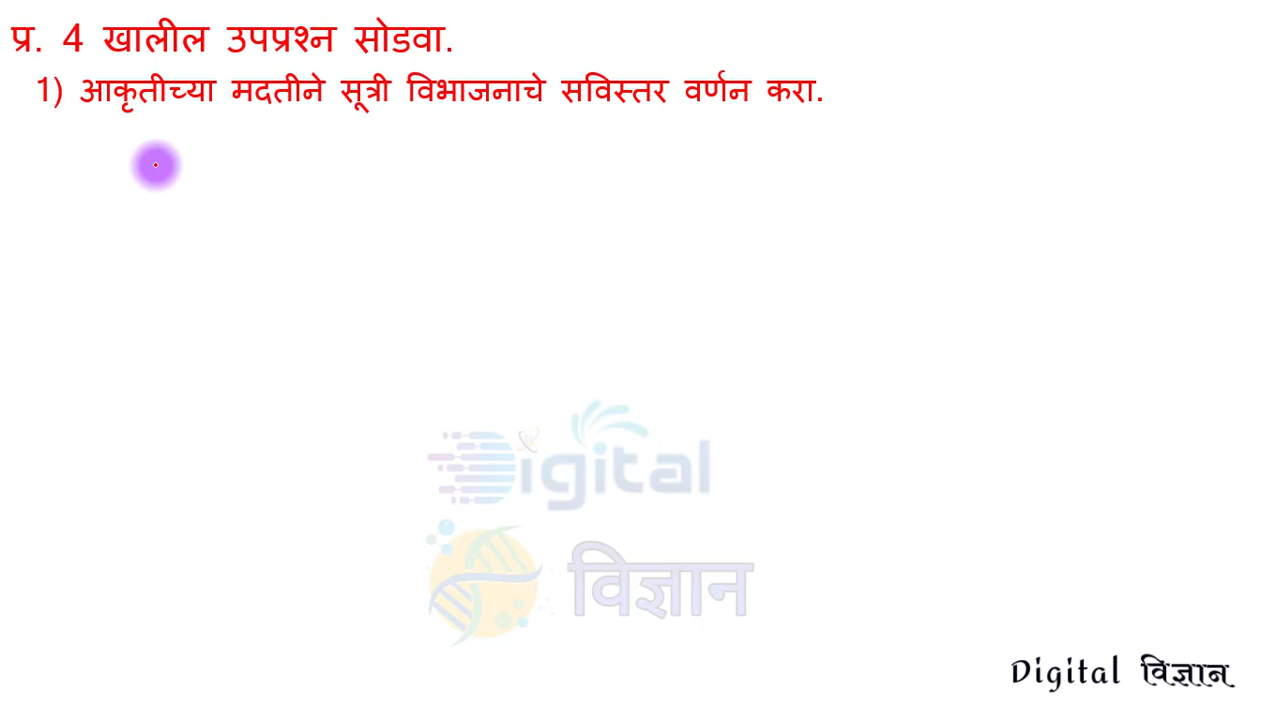 प्र. 4 खालील उपप्रश्न सोडवा.
1) आकृतीच्या मदतीने सूत्री विभाजनाचे सविस्तर वर्णन करा.
Digital
विज्ञान
Digital विज्ञान